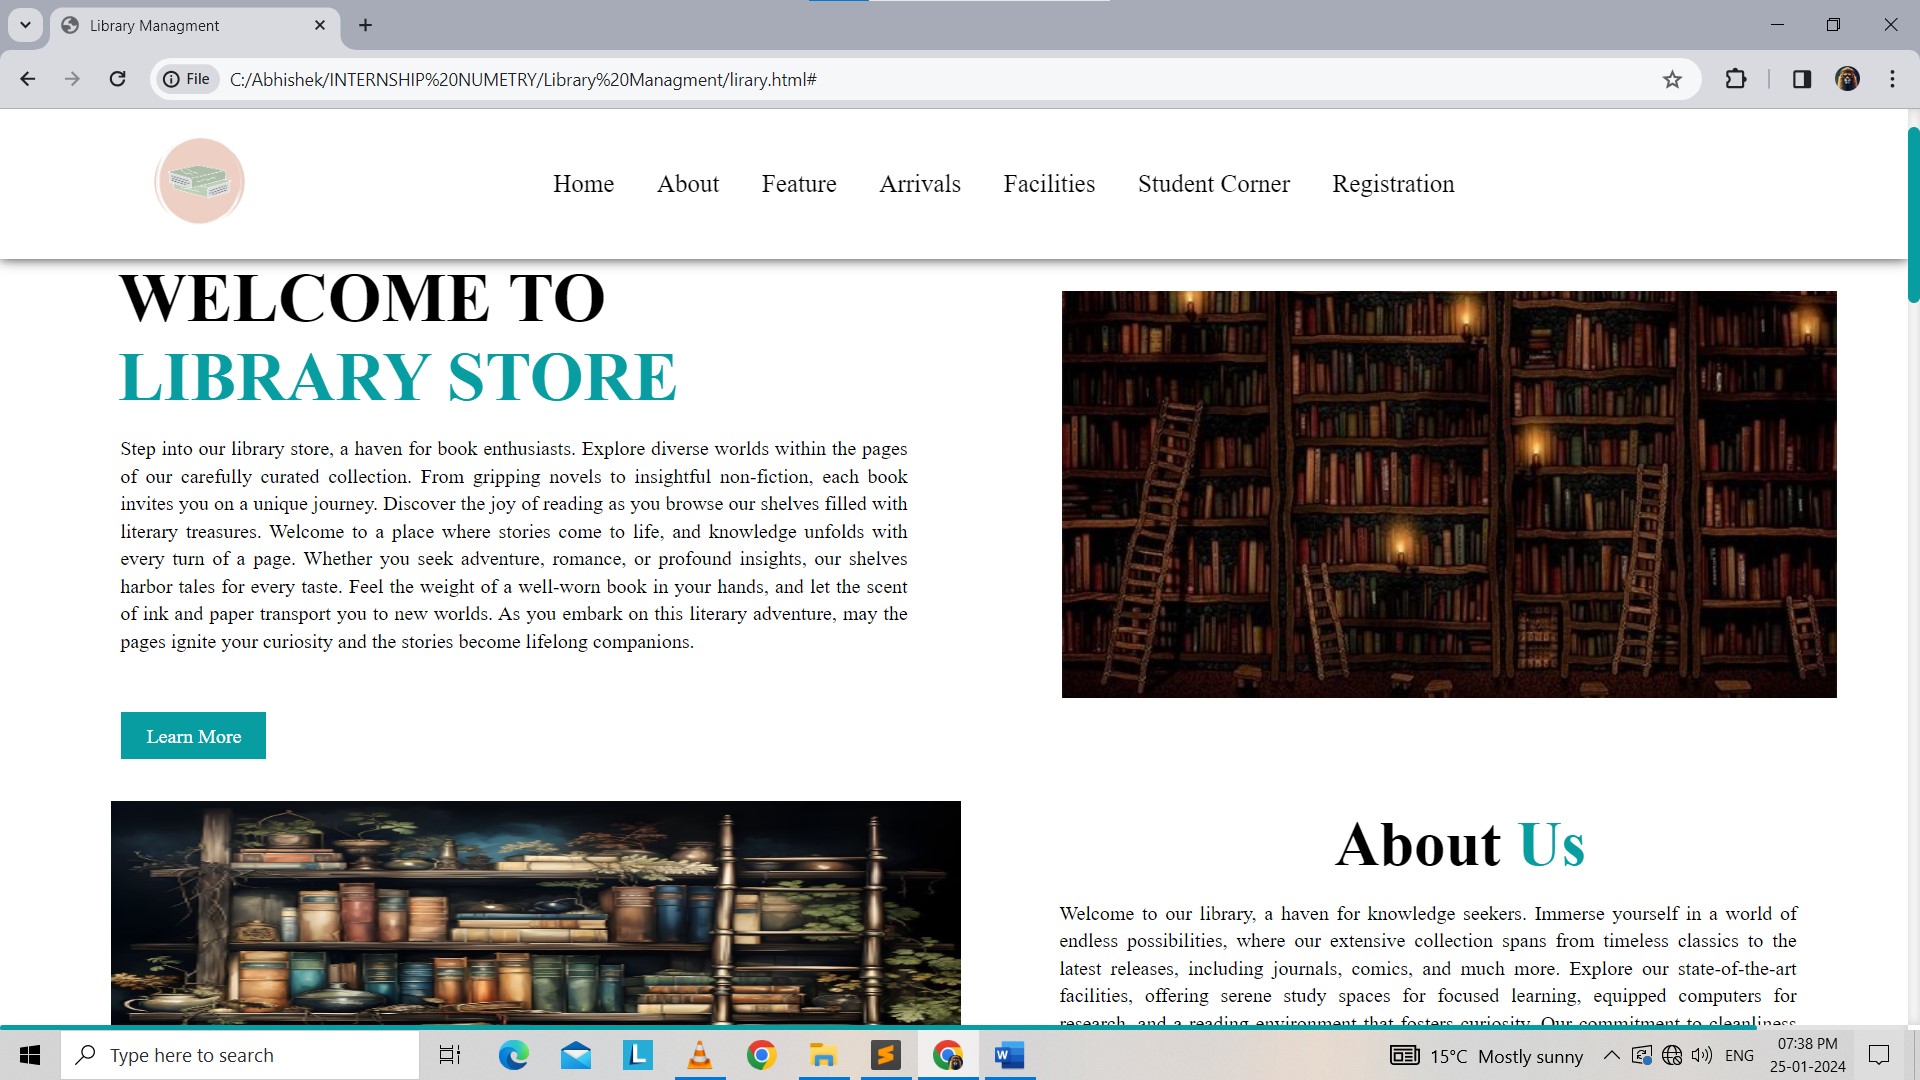 Library Managment
File
C:/Abhishek/INTERNSHIP%20NUMETRY/Library%20Managment/lirary.html#
Home About Feature Arrivals Facilities Student Corner Registration
WELCOME TO
LIBRARY STORE
Step into our library store, a haven for book enthusiasts. Explore diverse worlds within the pages
of our carefully curated collection. From gripping novels to insightful non-fiction, each book
invites you on a unique journey. Discover the joy of reading as you browse our shelves filled with
literary treasures. Welcome to a place where stories come to life, and knowledge unfolds with
every turn of a page. Whether you seek adventure, romance, or profound insights, our shelves
harbor tales for every taste. Feel the weight of a well-worn book in your hands, and let the scent
of ink and paper transport you to new worlds. As you embark on this literary adventure, may the
pages ignite your curiosity and the stories become lifelong companions.
Learn More
About Us
Welcome to our library, a haven for knowledge seekers. Immerse yourself in a world of
endless possibilities, where our extensive collection spans from timeless classics to the
latest releases, including journals, comics, and much more. Explore our state-of-the-art
facilities, offering serene study spaces for focused learning, equipped computers for
research, and a reading environment that fosters curiosity. Our commitment to cleanliness
Type here to search
L
S
W
15°C Mostly sunny
ENG
07:38 PM
25-01-2024